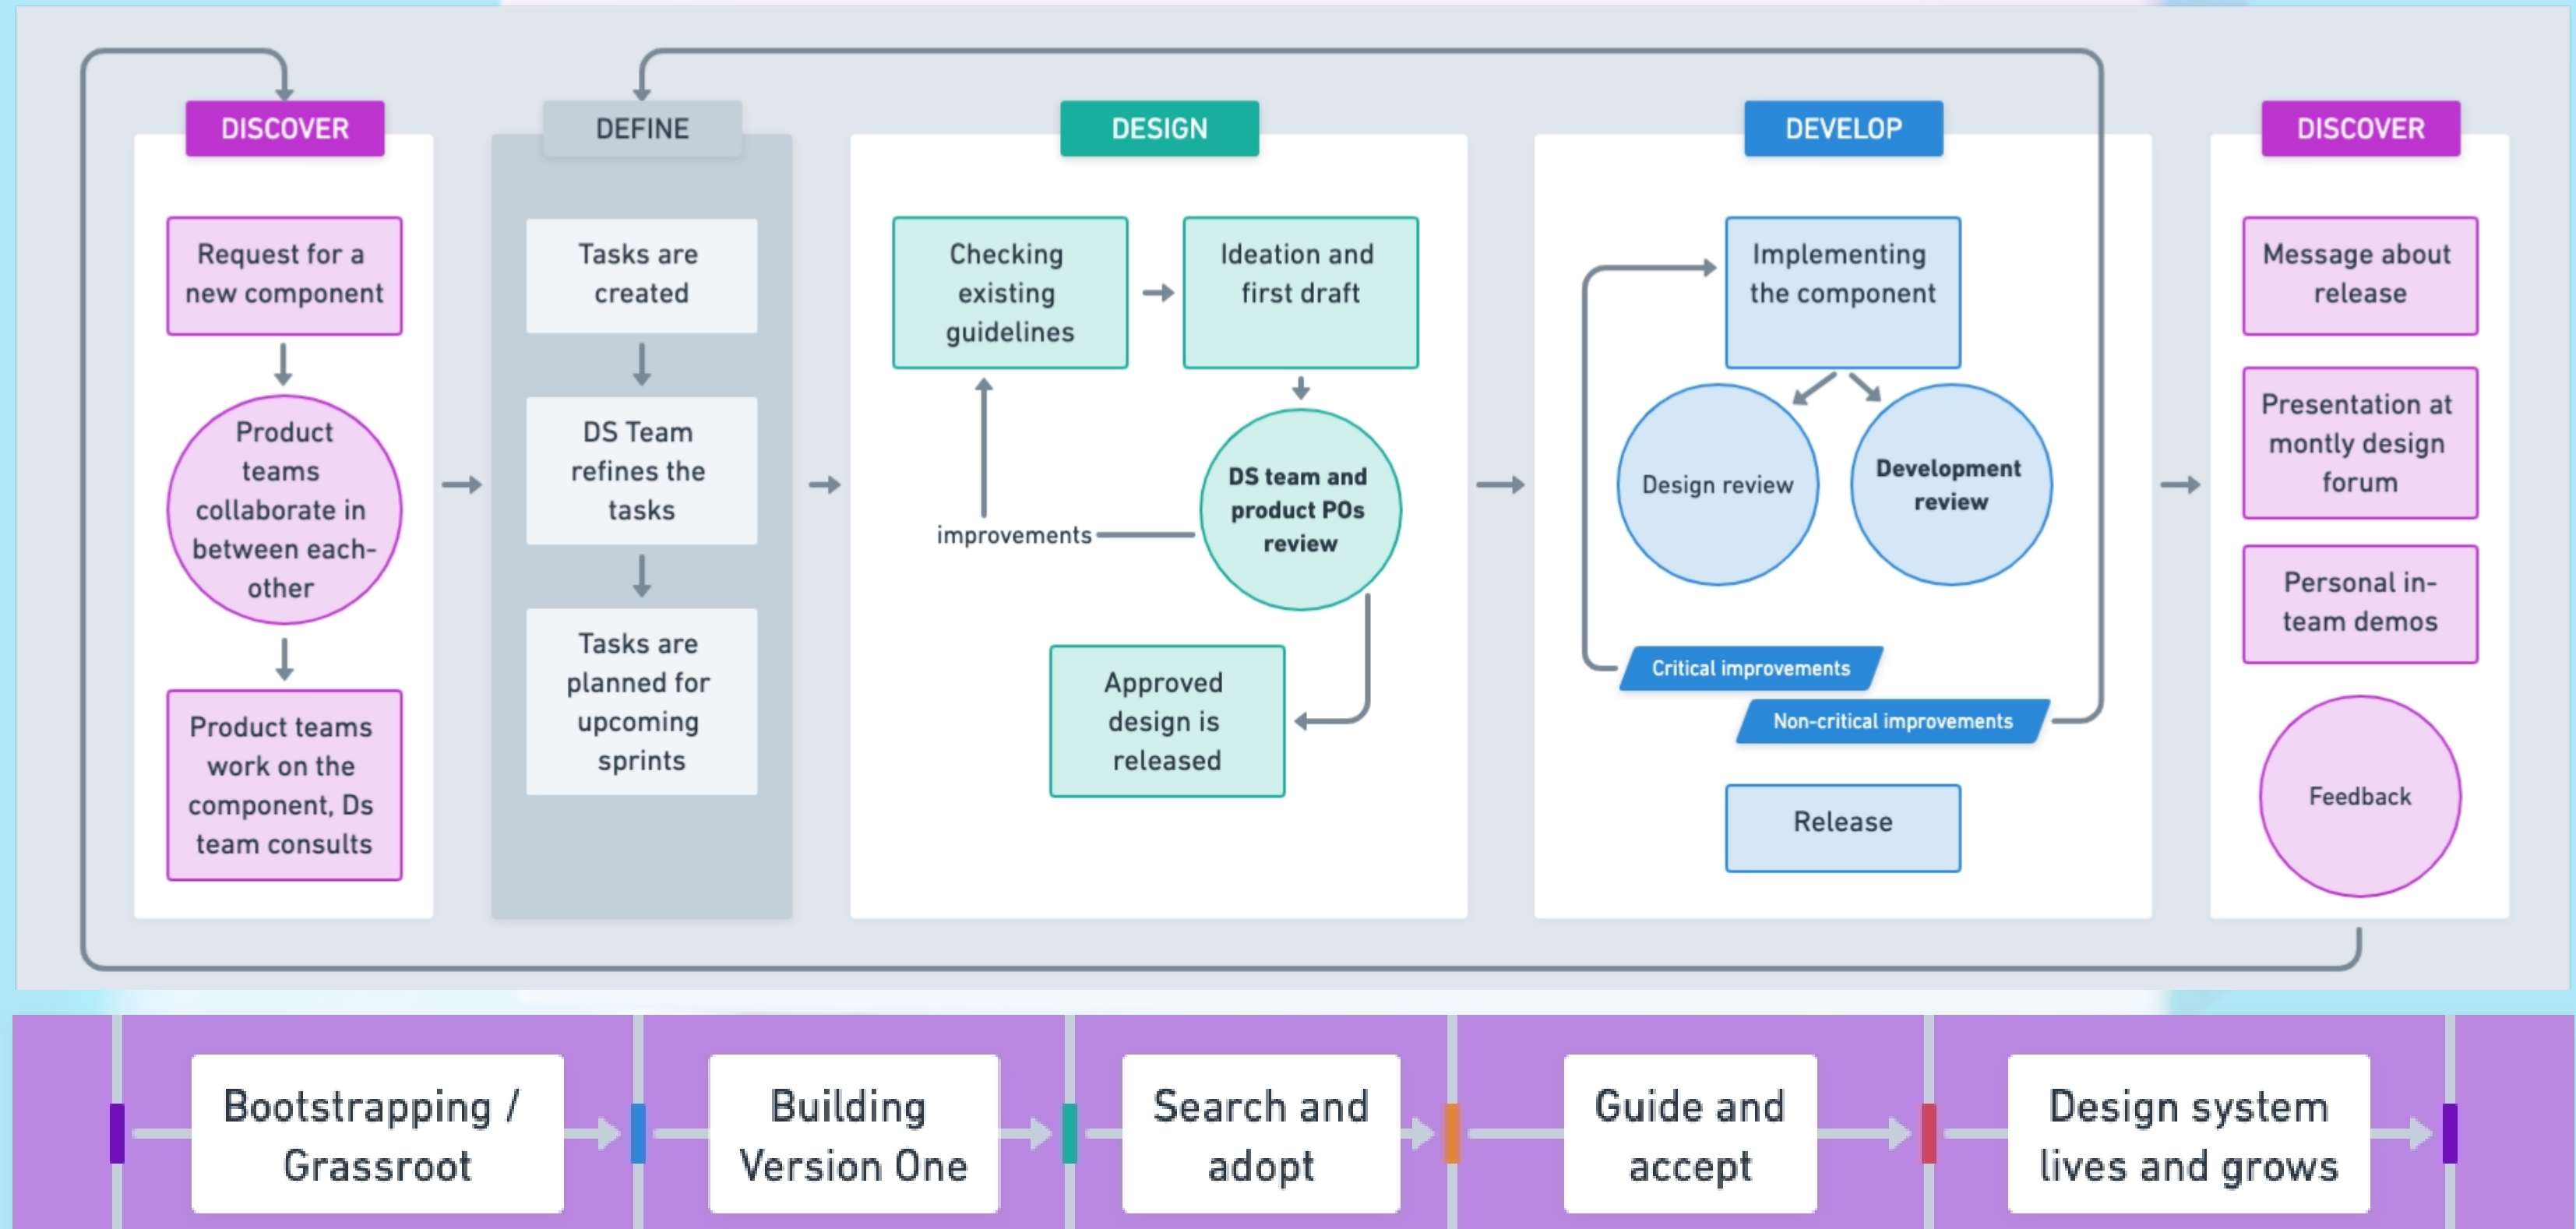 DISCOVER
Request for a
new component
Product
teams
collaborate in
between each-
other
Product teams
work on the
component, Ds
team consults
DEFINE
Tasks are
created
DS Team
refines the
tasks
Tasks are
planned for
upcoming
sprints
DESIGN
Checking
existing
guidelines
Ideation and
first draft
DS team and
product POs
review
improvements
Approved
design is
released
DEVELOP
Implementing
the component
Design review
Development
review
Critical improvements
Non-critical improvements
Release
DISCOVER
Message about
release
Presentation at
montly design
forum
Personal in-
team demos
Feedback
Bootstrapping /
Grassroot
Building
Version One
Search and
adopt
Guide and
accept
Design system
lives and grows